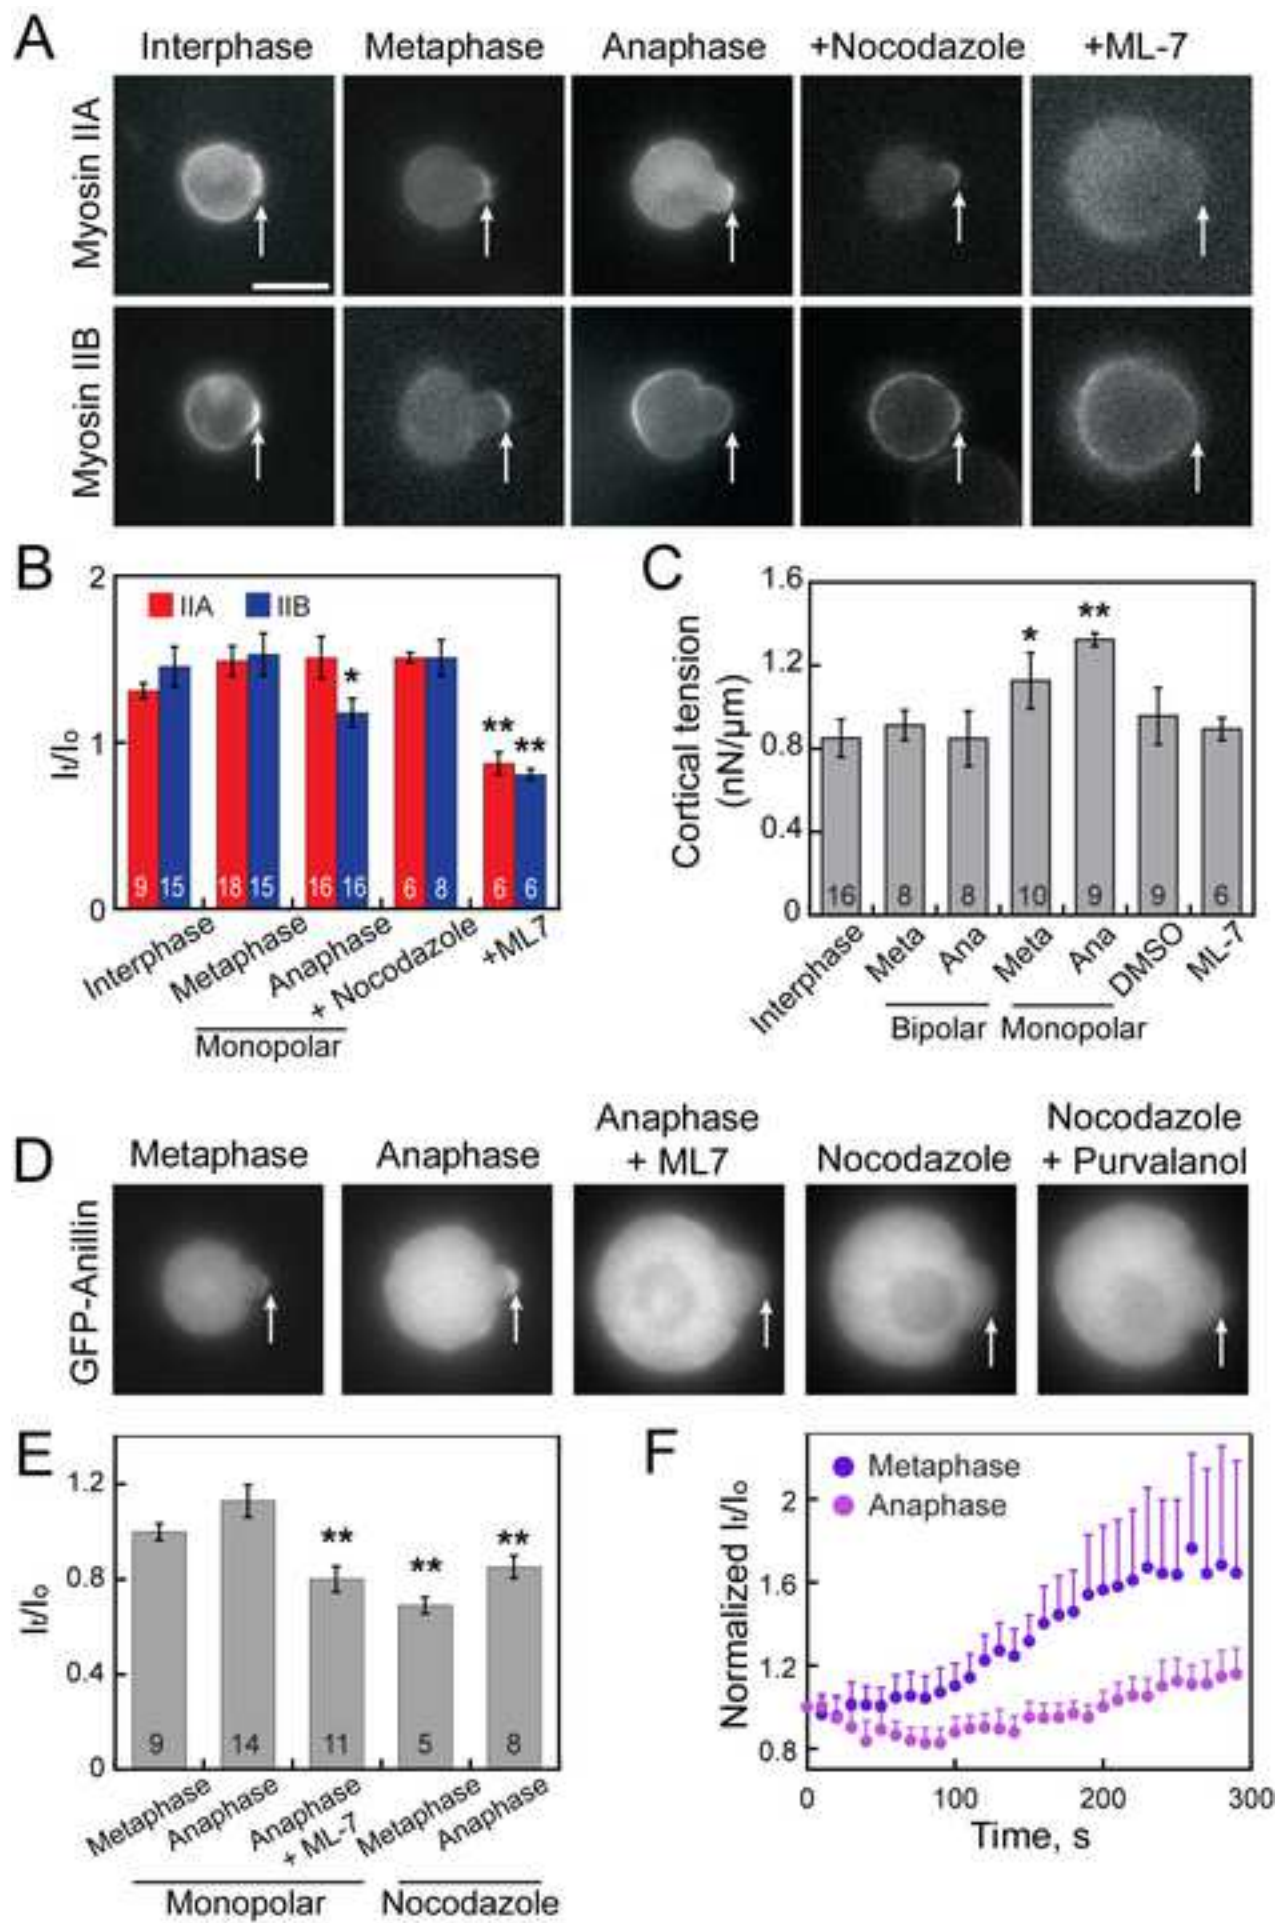 A
Interphase Metaphase Anaphase +Nocodazole +ML-7
Myosin IIA
Myosin IIB
B
2
1
0
Iₜ/Iₒ
IIA IIB
* ** **
9 15 18 15 16 16 6 8 6 6
Interphase Metaphase Anaphase + Nocodazole +ML7
Monopolar
C
1.6
1.2
0.8
0.4
0
Cortical tension
(nN/µm)
* **
16 8 8 10 9 9 6
Interphase Meta Ana Meta Ana DMSO ML-7
Bipolar Monopolar
D
Metaphase Anaphase Anaphase
+ ML7 Nocodazole Nocodazole
+ Purvalanol
GFP-Anillin
E
1.2
0.8
0.4
0
Iₜ/Iₒ
** ** **
9 14 11 5 8
Metaphase Anaphase Anaphase
+ ML-7 Metaphase Anaphase
Monopolar Nocodazole
F
Normalized Iₜ/Iₒ
2
1.6
1.2
0.8
Metaphase
Anaphase
0 100 200 300
Time, s